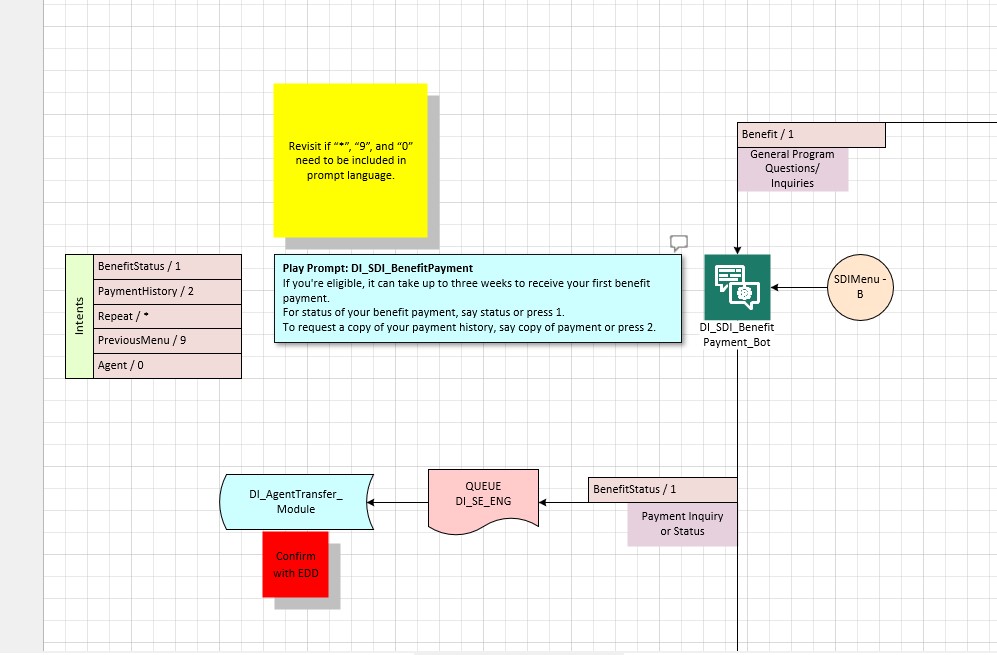 Revisit if “*”, “9”, and “0”
need to be included in
prompt language.
Benefit / 1
General Program
Questions/
Inquiries
Intents
BenefitStatus / 1
PaymentHistory / 2
Repeat / *
PreviousMenu / 9
Agent / 0
Play Prompt: DI_SDI_BenefitPayment
If you're eligible, it can take up to three weeks to receive your first benefit
payment.
For status of your benefit payment, say status or press 1.
To request a copy of your payment history, say copy of payment or press 2.
DI_SDI_Benefit
Payment_Bot
SDIMenu -
B
DI_AgentTransfer_
Module
Confirm
with EDD
QUEUE
DI_SE_ENG
BenefitStatus / 1
Payment Inquiry
or Status